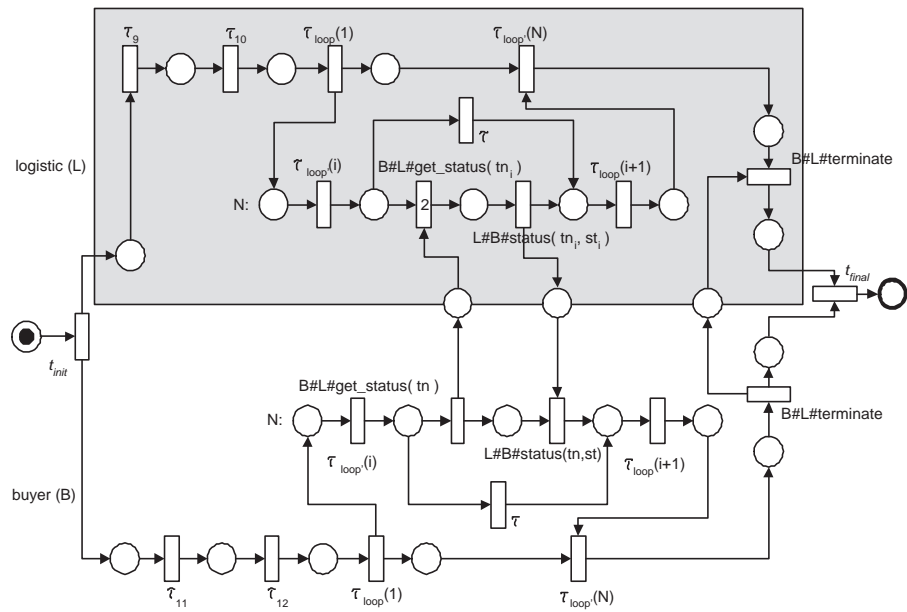 τ9 τ10 τloop(1) τloop'(N)
τ
logistic (L)
τloop(i) B#L#get_status( tni ) τloop(i+1) B#L#terminate
N: 2
L#B#status( tni, sti )
tfinal
tinit
B#L#get_status( tn )
N:
B#L#terminate
τloop'(i) L#B#status(tn,st) τloop(i+1)
buyer (B)
τ
τ11 τ12 τloop(1) τloop'(N)